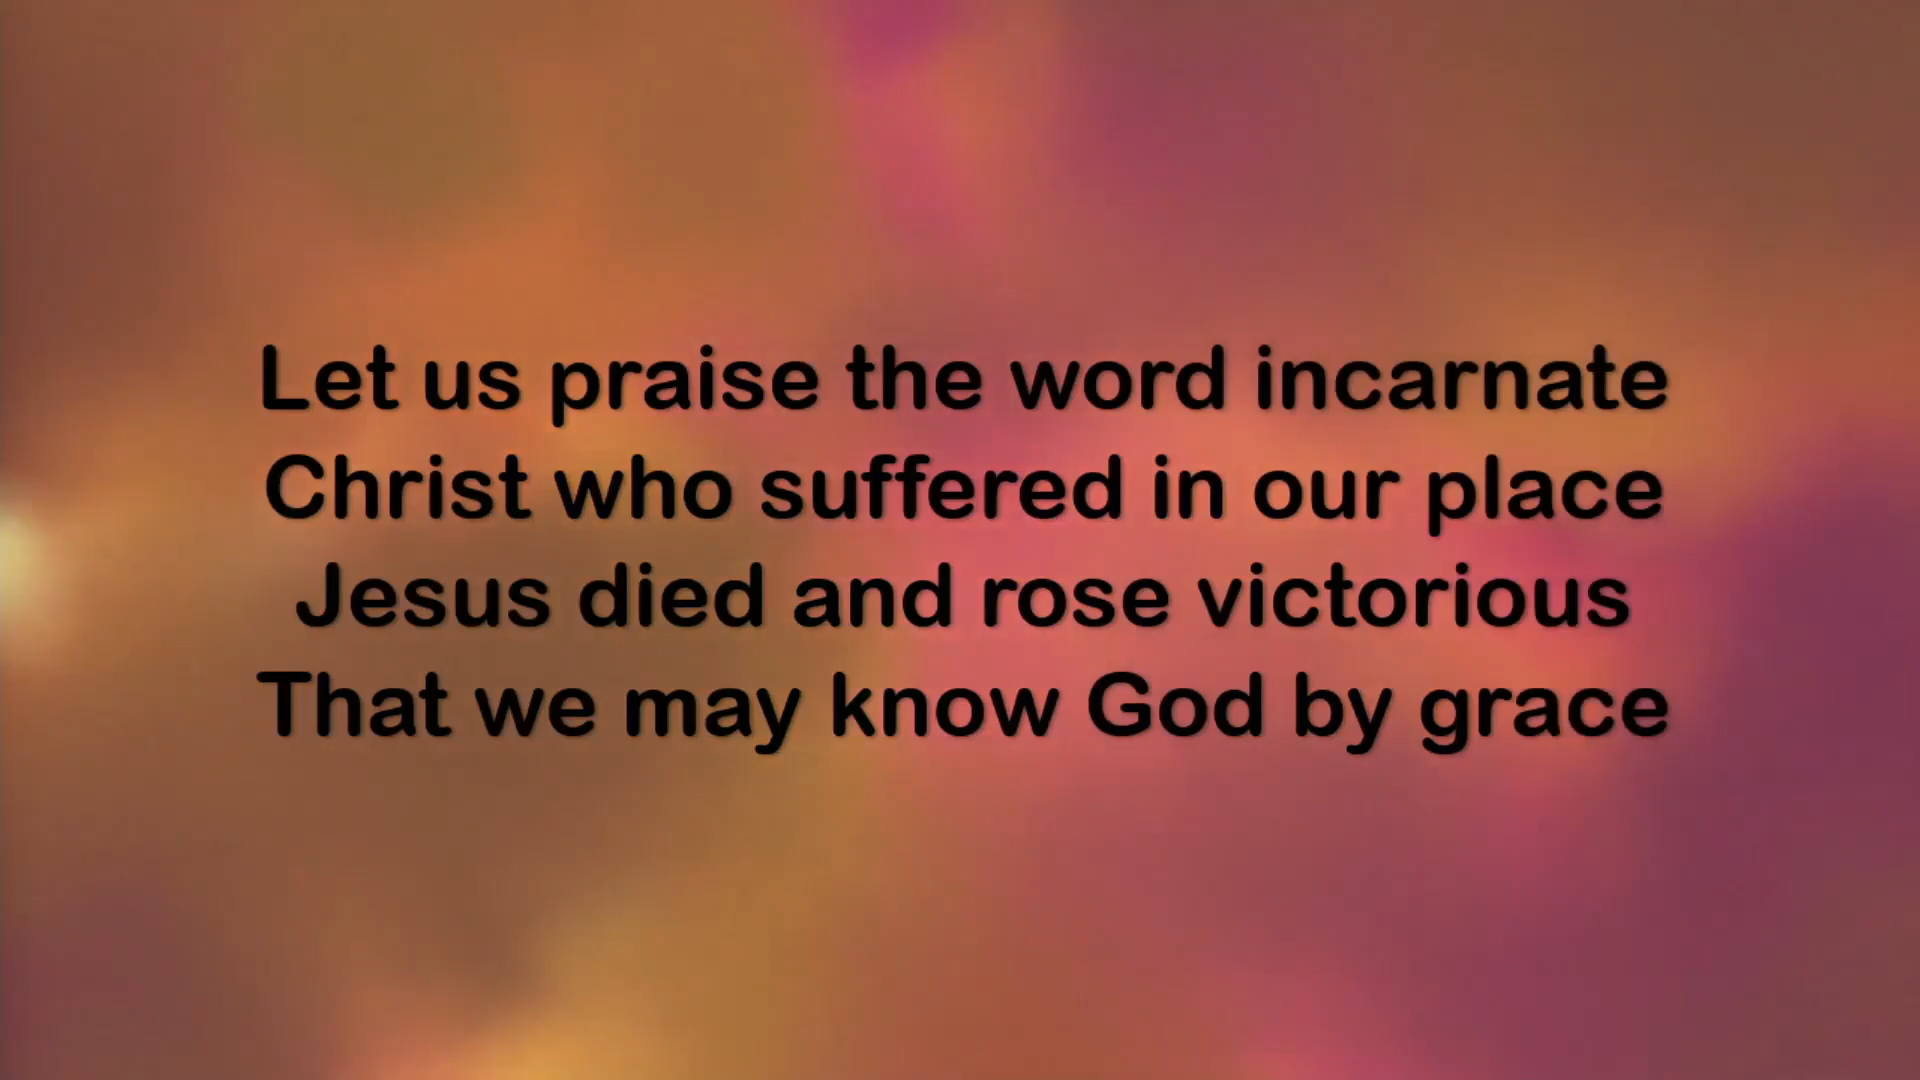 Let us praise the word incarnate
Christ who suffered in our place
Jesus died and rose victorious
That we may know God by grace